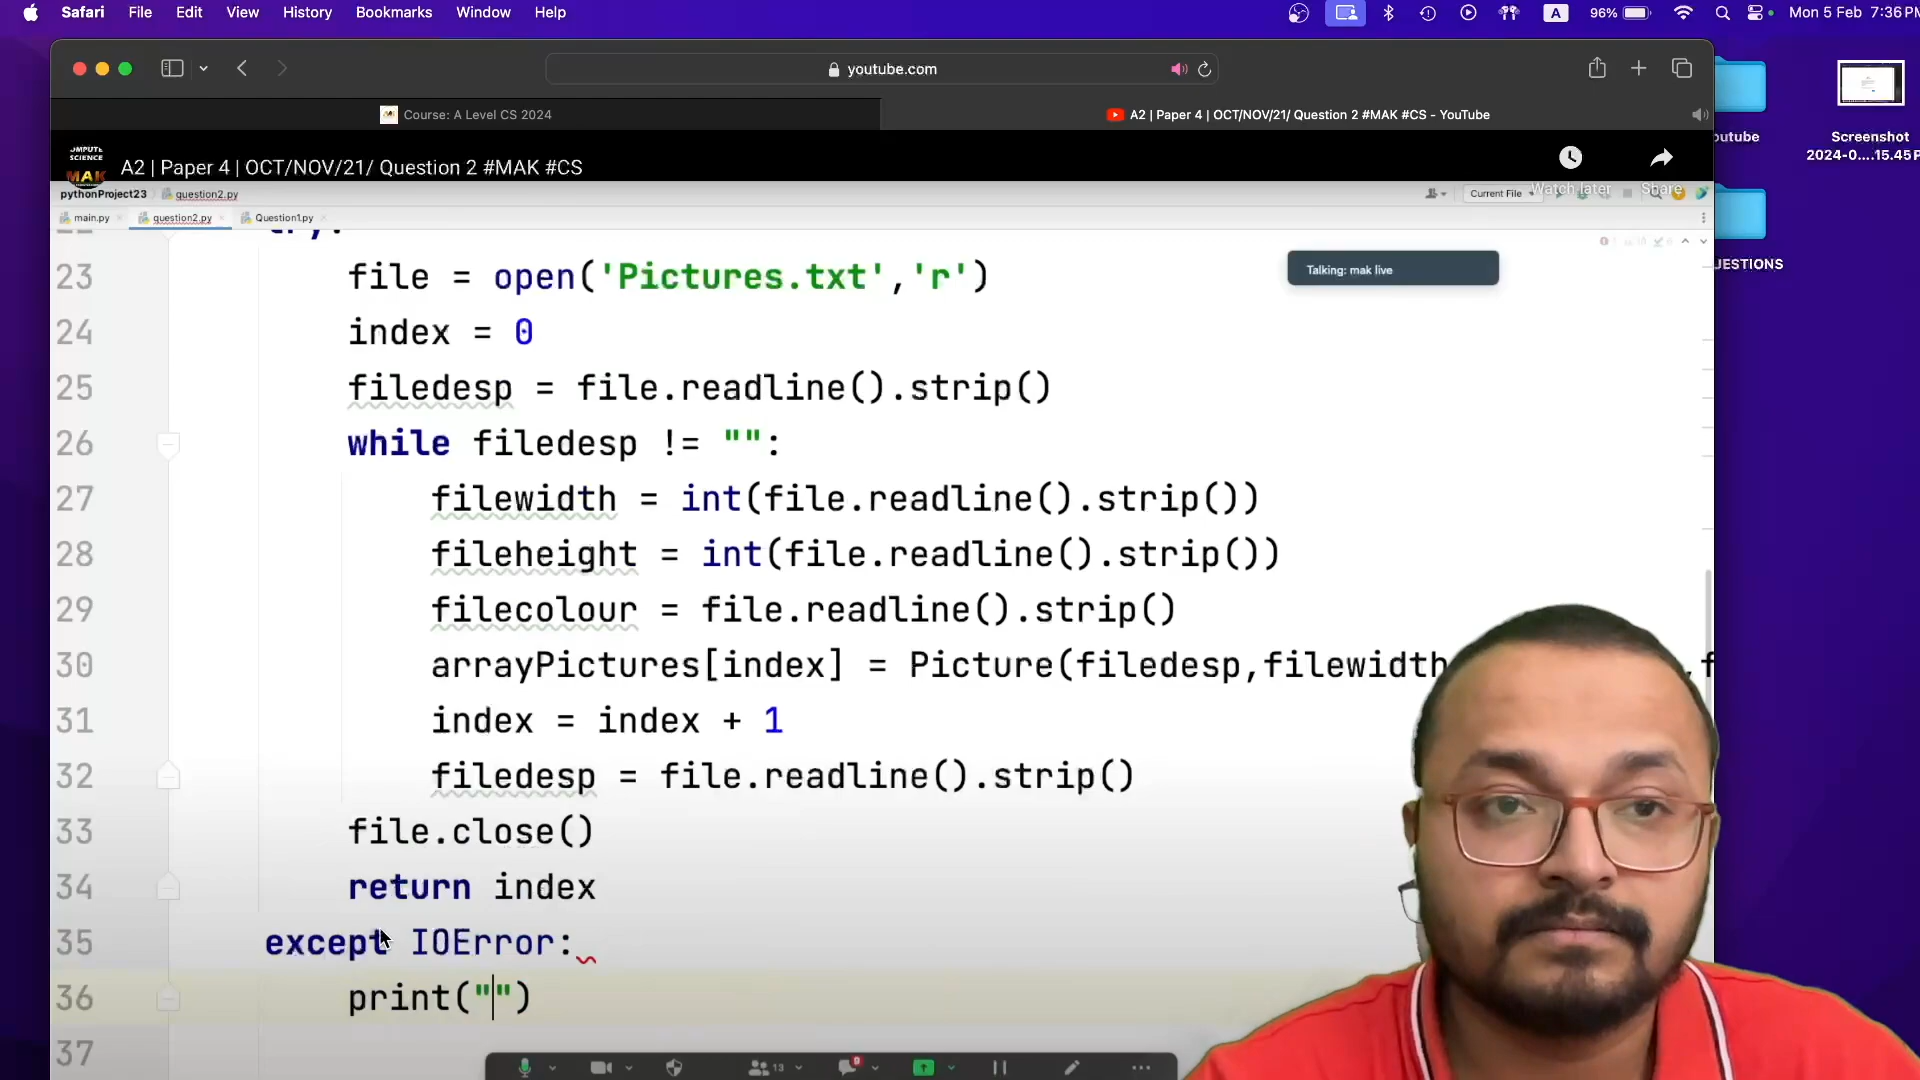 Safari File Edit View History Bookmarks Window Help A 96% Mon 5 Feb 7:36 PM
youtube.com
Course: A Level CS 2024
A2 | Paper 4 | OCT/NOV/21/ Question 2 #MAK #CS - YouTube
SCIENCE
MAK
A2 | Paper 4 | OCT/NOV/21/ Question 2 #MAK #CS
Watch later
Share
pythonProject23 question2.py Current File
main.py question2.py Question1.py
Talking: mak live
try:
23 file = open('Pictures.txt','r')
24 index = 0
25 filedesp = file.readline().strip()
26 while filedesp != "":
27 filewidth = int(file.readline().strip())
28 fileheight = int(file.readline().strip())
29 filecolour = file.readline().strip()
30 arrayPictures[index] = Picture(filedesp,filewidth ,f
31 index = index + 1
32 filedesp = file.readline().strip()
33 file.close()
34 return index
35 except IOError:
36 print("")
37
13
outube
Screenshot
2024-0....15.45P
UESTIONS